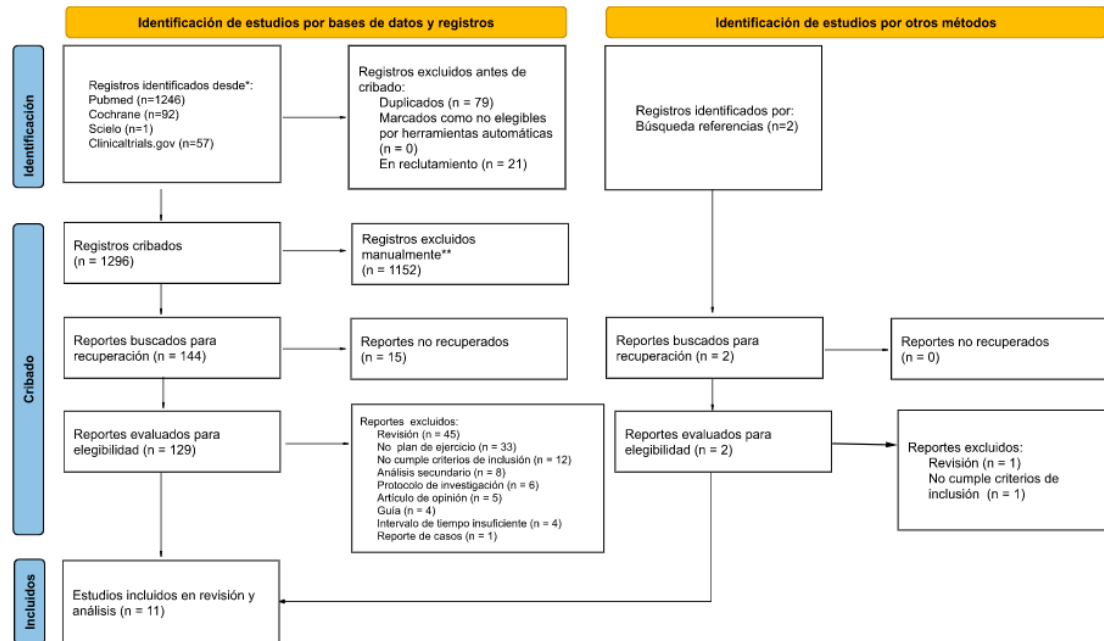 Identificación de estudios por bases de datos y registros
Identificación de estudios por otros métodos
Identificación
Registros identificados desde*:
Pubmed (n=1246)
Cochrane (n=92)
Scielo (n=1)
Clinicaltrials.gov (n=57)
Registros excluidos antes de
cribado:
Duplicados (n = 79)
Marcados como no elegibles
por herramientas automáticas
(n = 0)
En reclutamiento (n = 21)
Registros identificados por:
Búsqueda referencias (n=2)
Cribado
Registros cribados
(n = 1296)
Registros excluidos
manualmente**
(n = 1152)
Reportes buscados para
recuperación (n = 144)
Reportes no recuperados
(n = 15)
Reportes buscados para
recuperación (n = 2)
Reportes no recuperados
(n = 0)
Reportes evaluados para
elegibilidad (n = 129)
Reportes excluidos:
Revisión (n = 45)
No plan de ejercicio (n = 33)
No cumple criterios de inclusión (n = 12)
Análisis secundario (n = 8)
Protocolo de investigación (n = 6)
Artículo de opinión (n = 5)
Guía (n = 4)
Intervalo de tiempo insuficiente (n = 4)
Reporte de casos (n = 1)
Reportes evaluados para
elegibilidad (n = 2)
Reportes excluidos:
Revisión (n = 1)
No cumple criterios de
inclusión (n = 1)
Incluidos
Estudios incluidos en revisión y
análisis (n = 11)